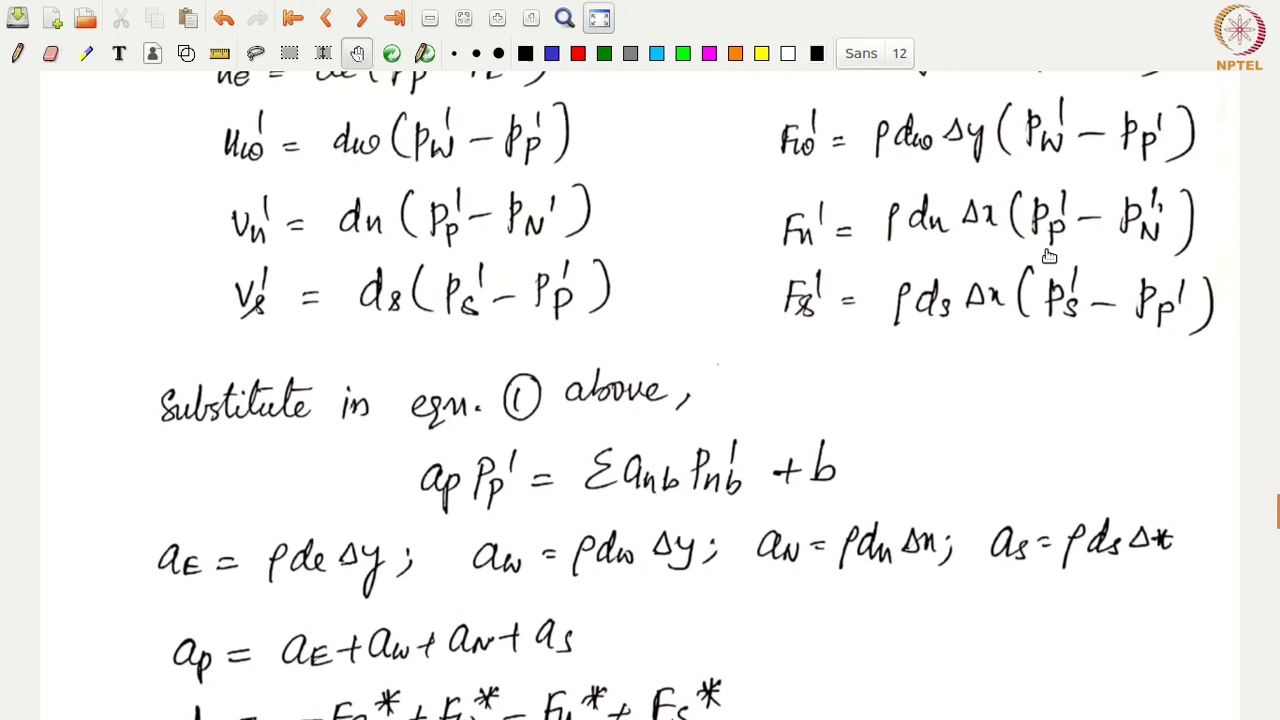 T
Sans 12
NPTEL
u_w' = d_w (p_W' - p_P')
F_w' = ρ d_w Δy (p_W' - p_P')
v_n' = d_n (p_P' - p_N')
F_n' = ρ d_n Δx (p_P' - p_N')
v_s' = d_s (p_S' - p_P')
F_s' = ρ d_s Δx (p_S' - p_P')
Substitute in eqn. ① above,
a_P p_P' = Σ a_nb p_nb' + b
a_E = ρ d_e Δy ; a_W = ρ d_w Δy ; a_N = ρ d_n Δx ; a_S = ρ d_s Δx
a_P = a_E + a_W + a_N + a_S